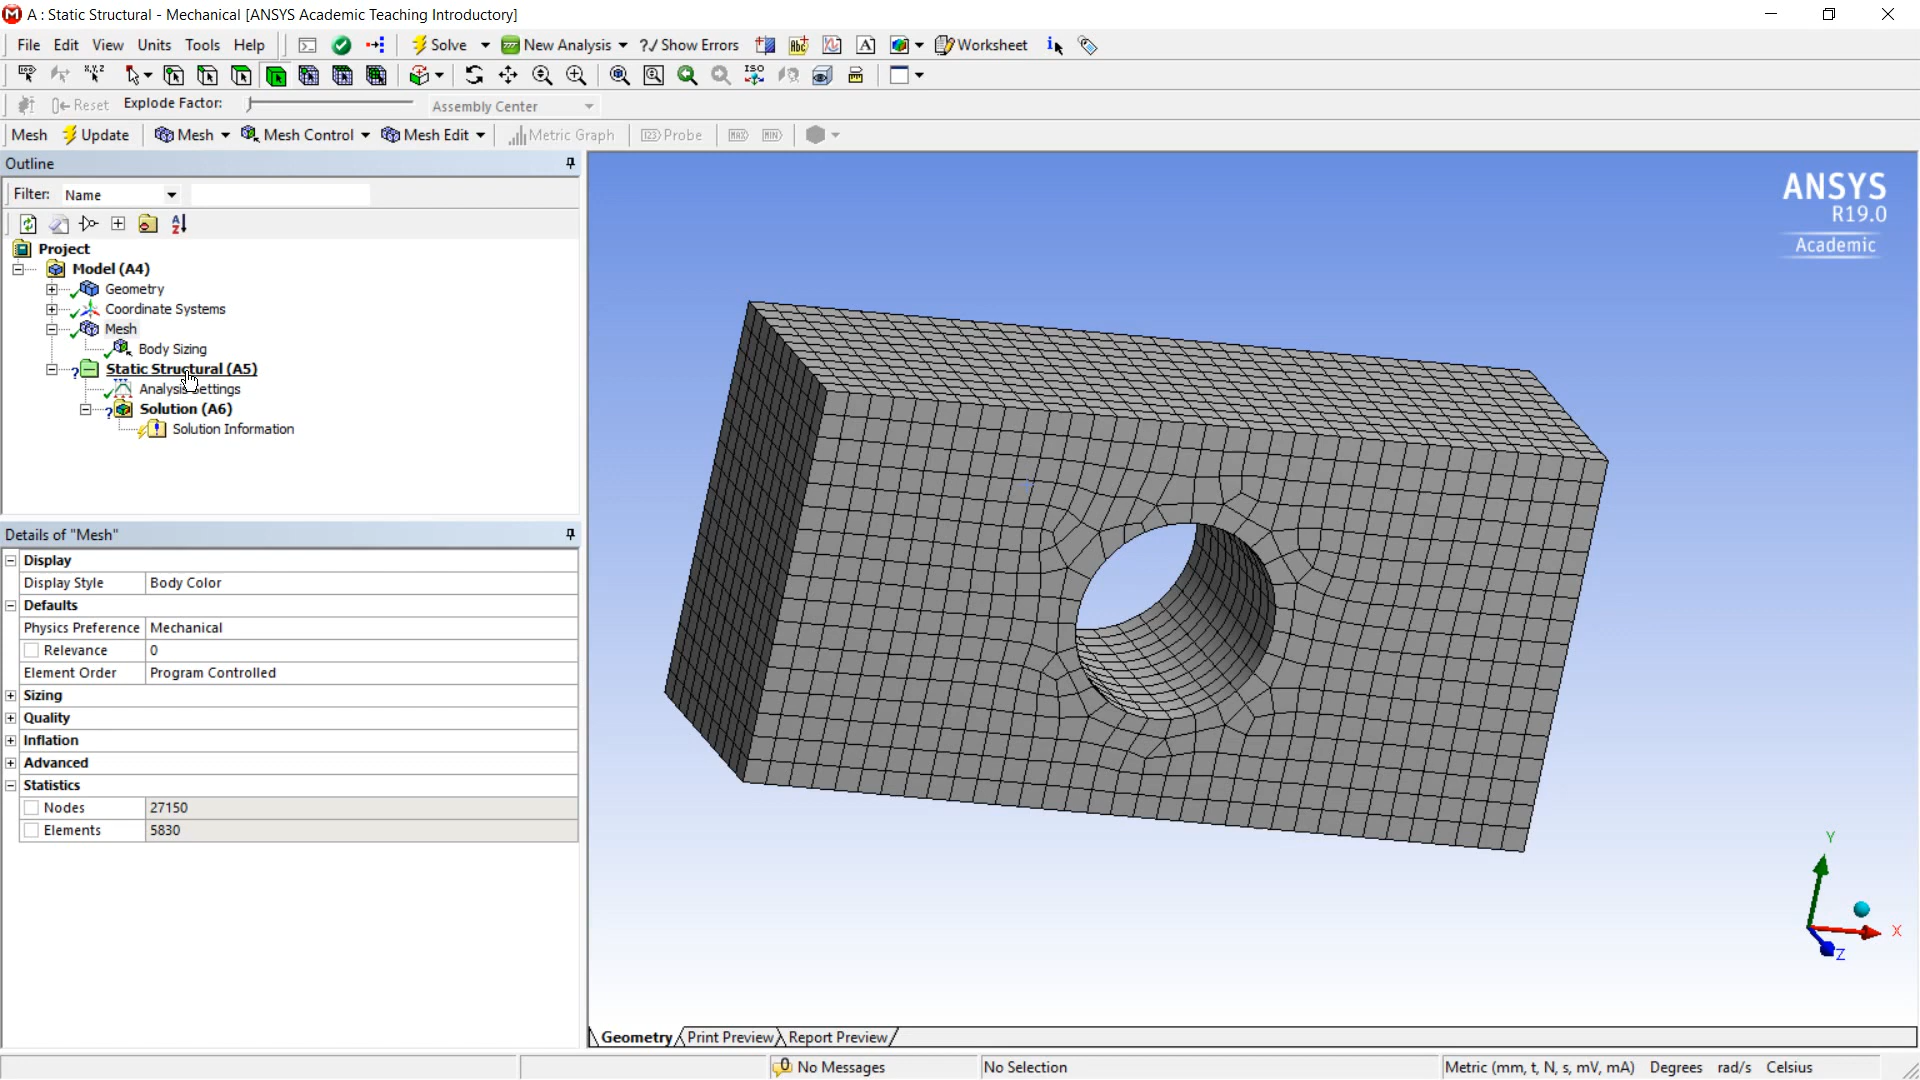 A : Static Structural - Mechanical [ANSYS Academic Teaching Introductory]
File Edit View Units Tools Help Solve New Analysis ?√ Show Errors Worksheet
Explode Factor: Reset Assembly Center
Mesh Update Mesh Mesh Control Mesh Edit Metric Graph Probe MAX MIN
Outline
Filter: Name
Project
Model (A4)
Geometry
Coordinate Systems
Mesh
Body Sizing
Static Structural (A5)
Solution (A6)
Solution Information
Details of "Mesh"
Display
Display Style Body Color
Defaults
Physics Preference Mechanical
Relevance 0
Element Order Program Controlled
Sizing
Quality
Inflation
Advanced
Statistics
Nodes 27150
Elements 5830
ANSYS
R19.0
Academic
Y
X
Z
Geometry Print Preview Report Preview
0 No Messages No Selection Metric (mm, t, N, s, mV, mA) Degrees rad/s Celsius